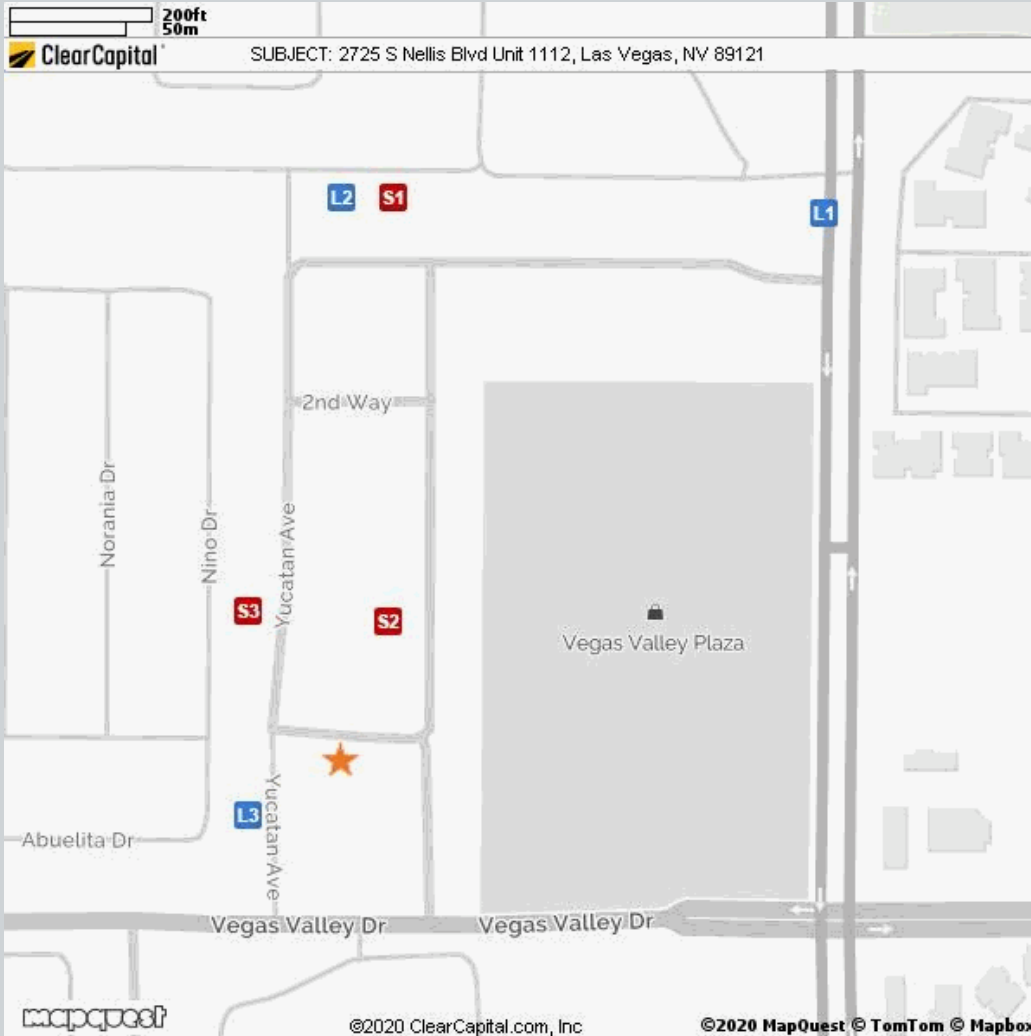 200ft
50m
ClearCapital
SUBJECT: 2725 S Nellis Blvd Unit 1112, Las Vegas, NV 89121
L2
S1
L1
2nd Way
Norania Dr
Nino Dr
Yucatan Ave
S3
S2
Vegas Valley Plaza
L3
Yucatan Ave
Abuelita Dr
Vegas Valley Dr
Vegas Valley Dr
mapquest
©2020 ClearCapital.com, Inc
©2020 MapQuest © TomTom © Mapbox